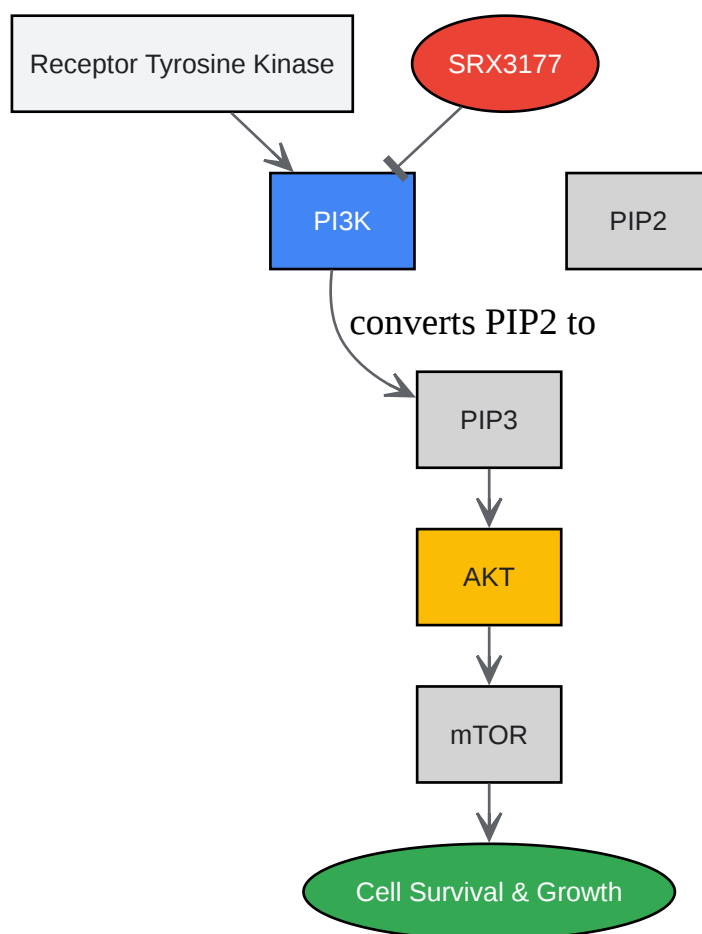 Receptor Tyrosine Kinase
SRX3177
PI3K
PIP2
converts PIP2 to
PIP3
AKT
mTOR
Cell Survival & Growth